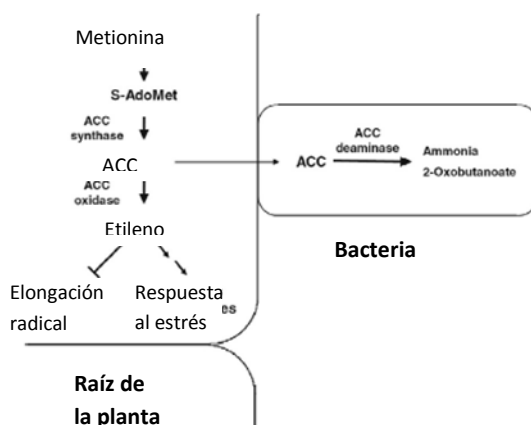 Metionina
S-AdoMet
ACC
synthase
ACC
ACC
oxidase
Etileno
Elongación
radical
Respuesta
al estrés
es
ACC
ACC
deaminase
Ammonia
2-Oxobutanoate
Bacteria
Raíz de
la planta